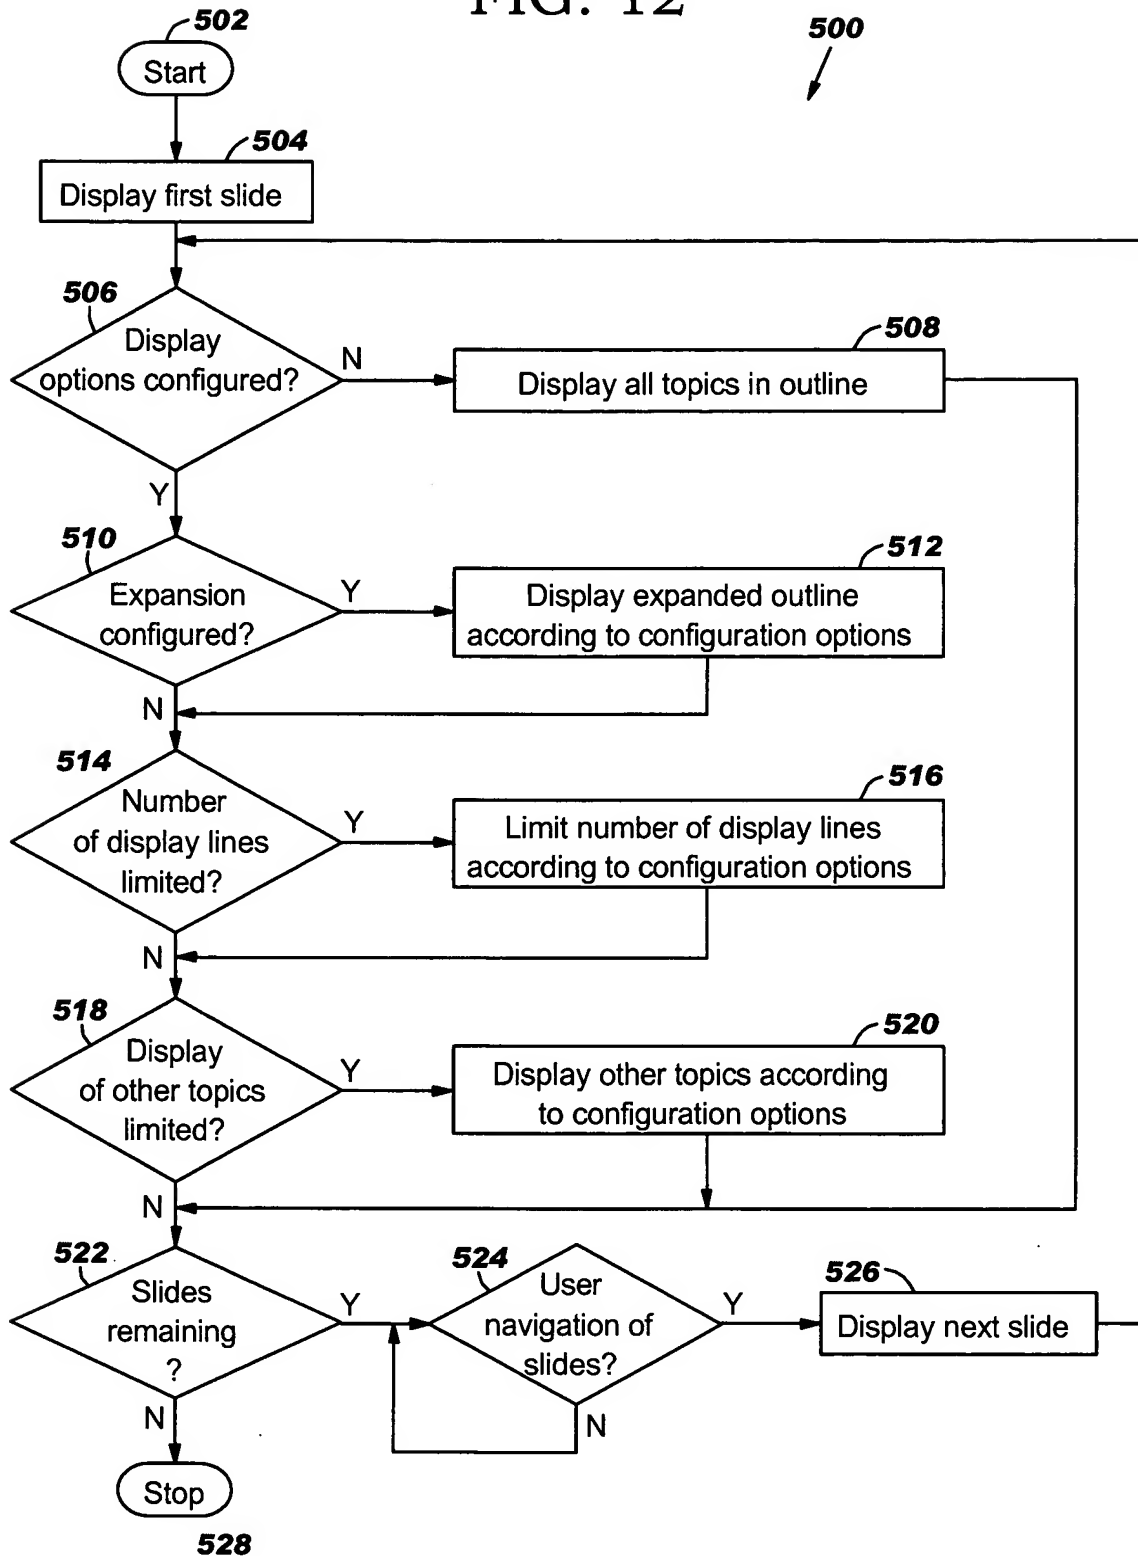 FIG. 12
502
500
Start
504
Display first slide
506
Display
options configured?
N
508
Display all topics in outline
Y
510
Expansion
configured?
Y
512
Display expanded outline
according to configuration options
N
514
Number
of display lines
limited?
Y
516
Limit number of display lines
according to configuration options
N
518
Display
of other topics
limited?
Y
520
Display other topics according
to configuration options
N
522
Slides
remaining
?
Y
524
User
navigation of
slides?
Y
526
Display next slide
N
N
Stop
528